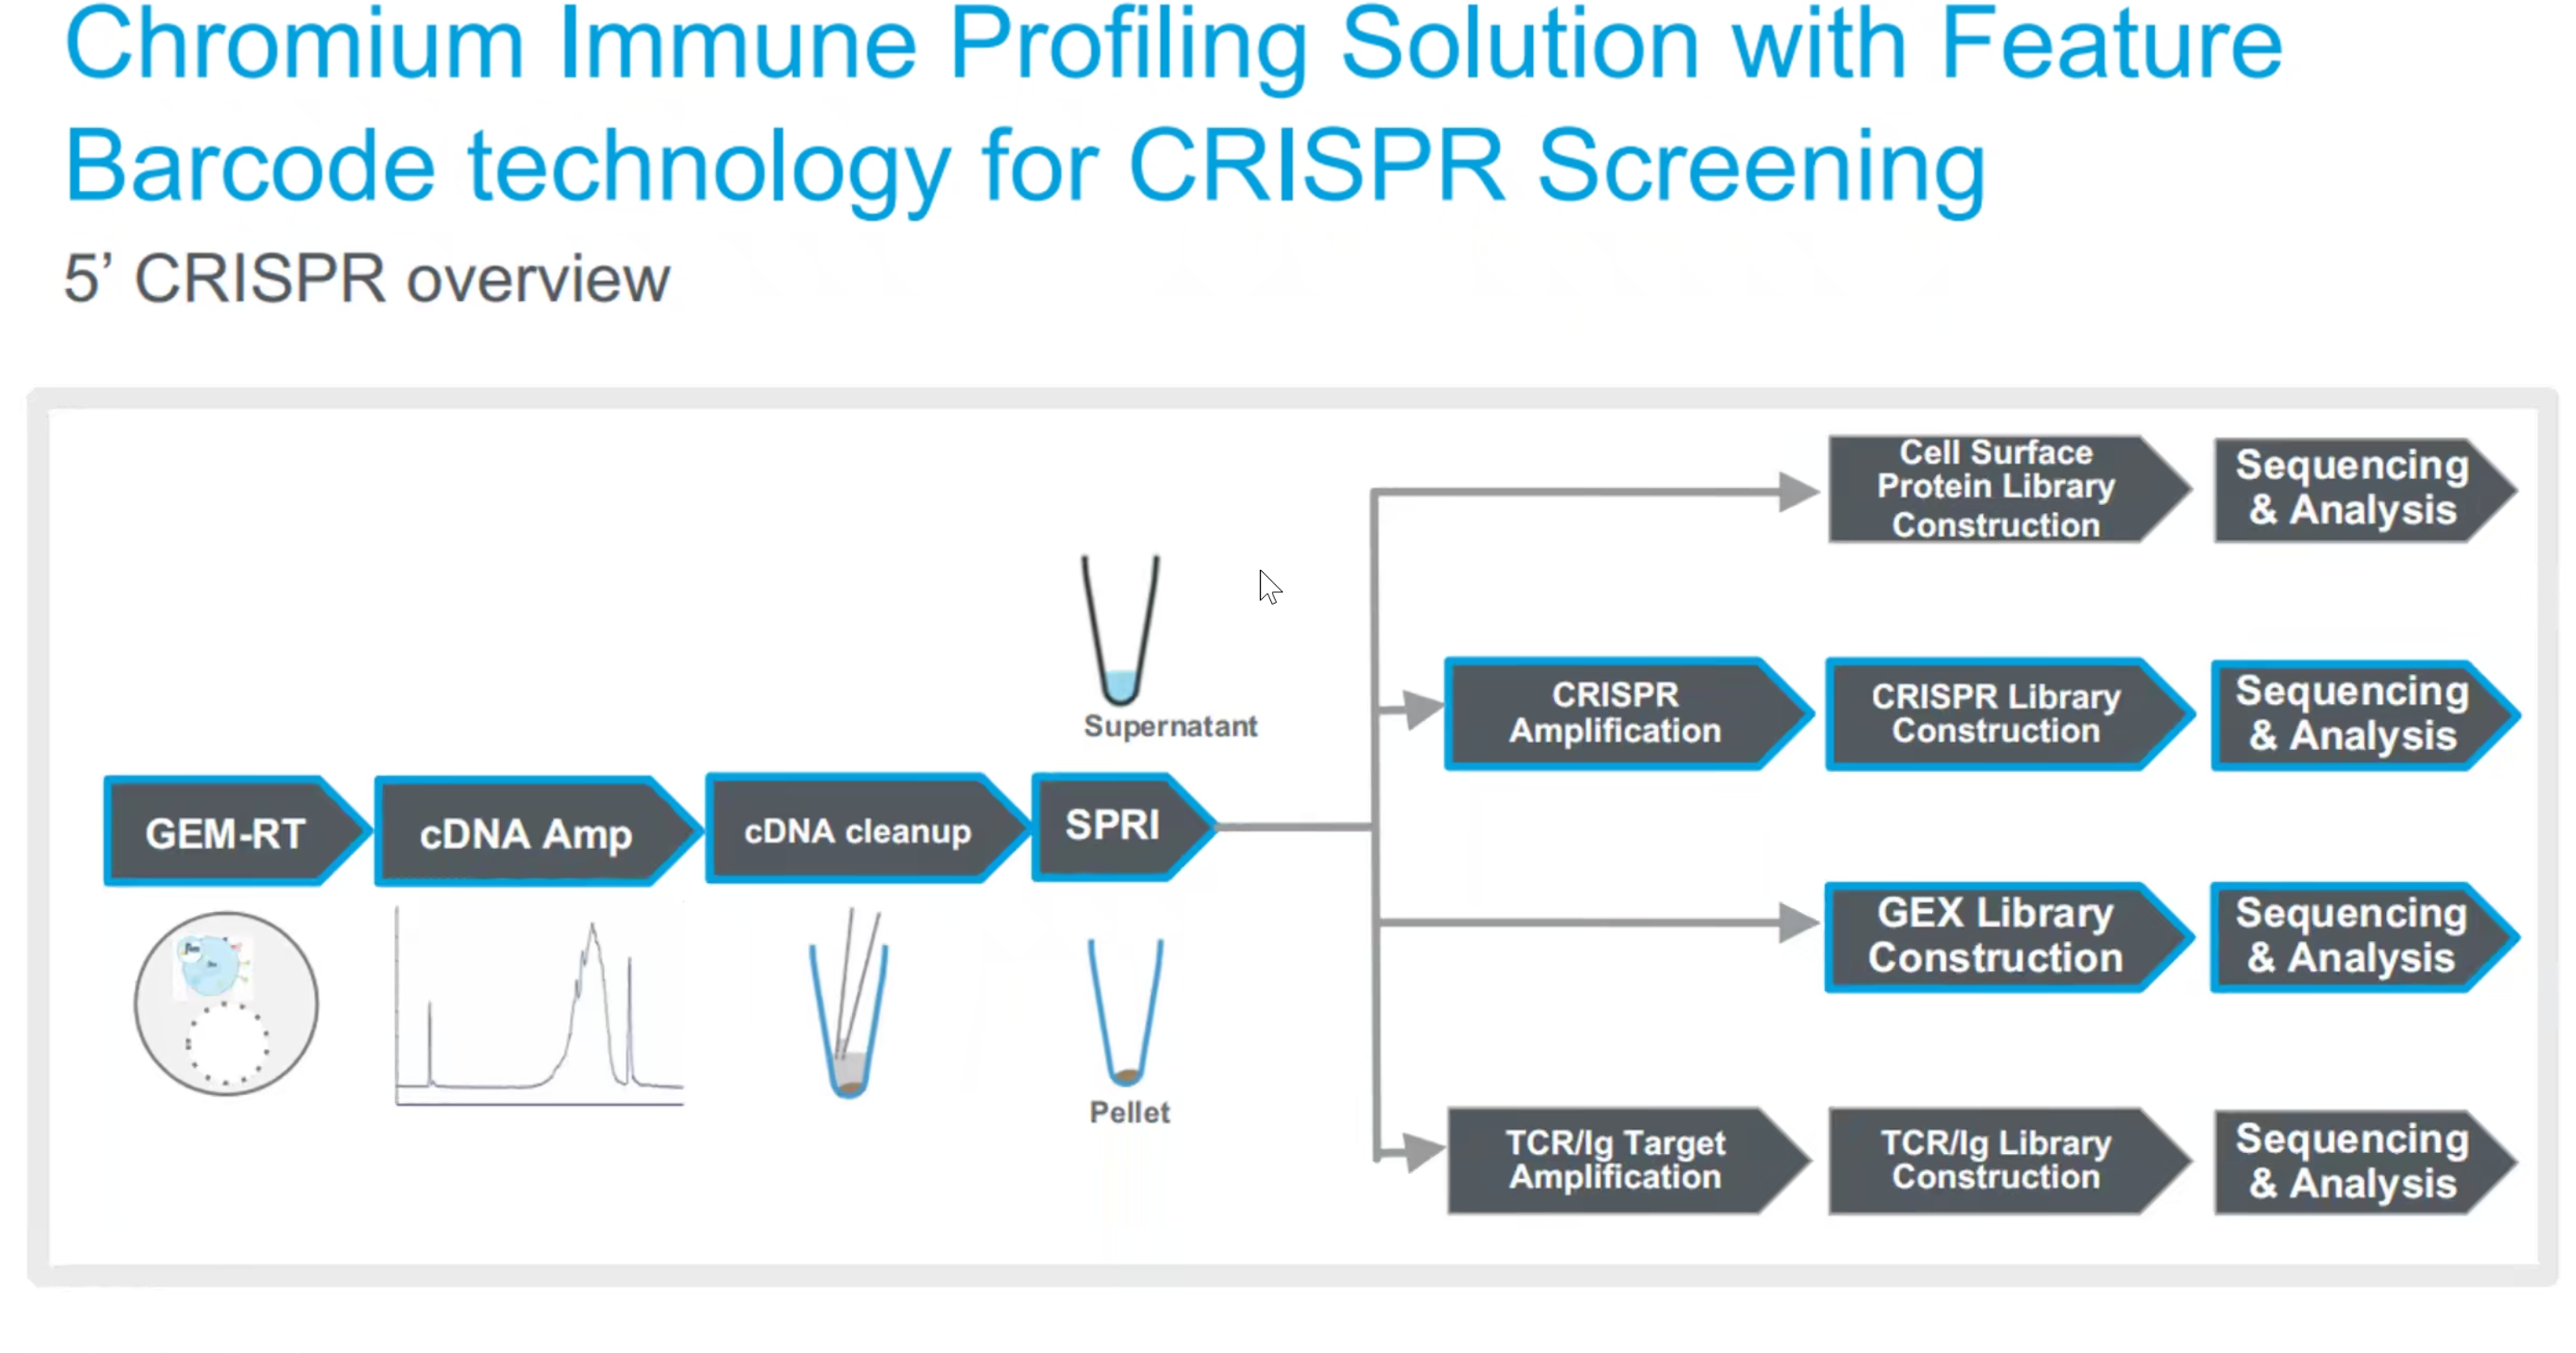 Chromium Immune Profiling Solution with Feature
Barcode technology for CRISPR Screening
5’ CRISPR overview
Cell Surface
Protein Library
Construction
Sequencing
& Analysis
Supernatant
CRISPR
Amplification
CRISPR Library
Construction
Sequencing
& Analysis
GEM-RT
cDNA Amp
cDNA cleanup
SPRI
GEX Library
Construction
Sequencing
& Analysis
Pellet
TCR/Ig Target
Amplification
TCR/Ig Library
Construction
Sequencing
& Analysis